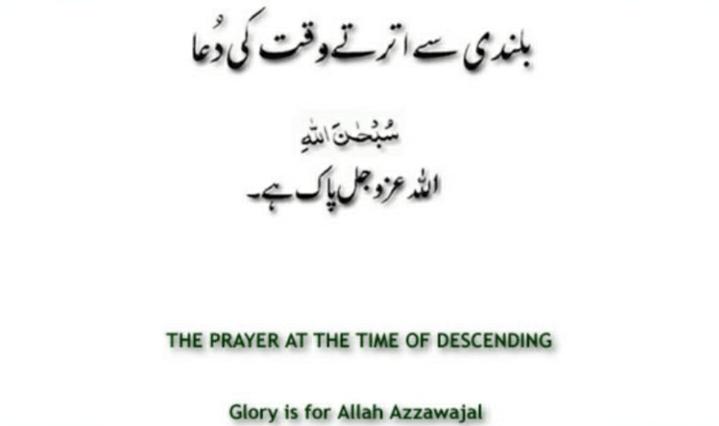 بلندی سے اترتے وقت کی دُعا
سُبْحٰنَ اللہِ
اللہ عزوجل پاک ہے۔
THE PRAYER AT THE TIME OF DESCENDING
Glory is for Allah Azzawajal